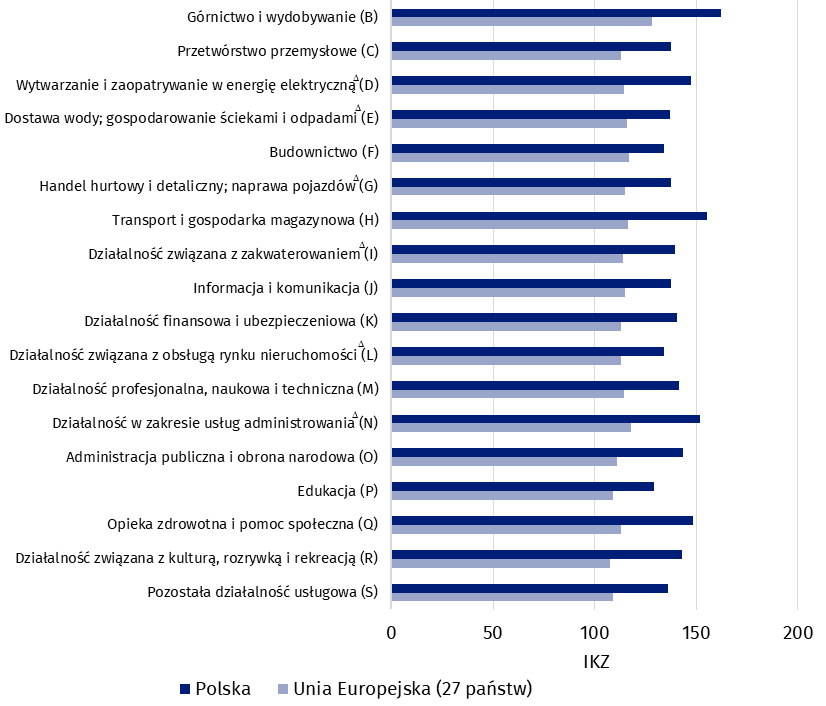 Górnictwo i wydobywanie (B)
Przetwórstwo przemysłowe (C)
Wytwarzanie i zaopatrywanie w energię elektryczną Δ (D)
Dostawa wody; gospodarowanie ściekami i odpadami Δ (E)
Budownictwo (F)
Handel hurtowy i detaliczny; naprawa pojazdów Δ (G)
Transport i gospodarka magazynowa (H)
Działalność związana z zakwaterowaniem Δ (I)
Informacja i komunikacja (J)
Działalność finansowa i ubezpieczeniowa (K)
Działalność związana z obsługą rynku nieruchomości Δ (L)
Działalność profesjonalna, naukowa i techniczna (M)
Działalność w zakresie usług administrowania Δ (N)
Administracja publiczna i obrona narodowa (O)
Edukacja (P)
Opieka zdrowotna i pomoc społeczna (Q)
Działalność związana z kulturą, rozrywką i rekreacją (R)
Pozostała działalność usługowa (S)
0 50 100 150 200
IKZ
Polska Unia Europejska (27 państw)